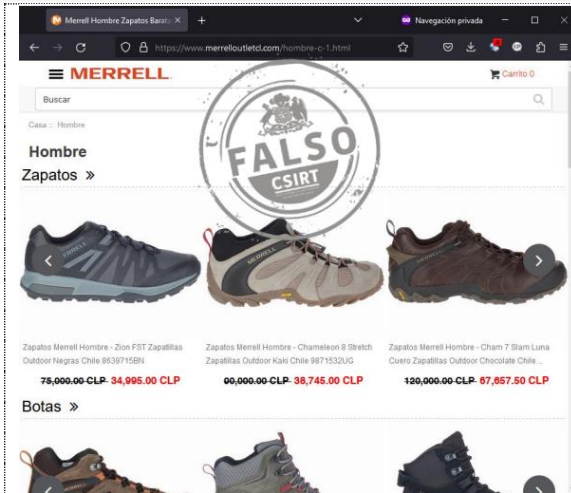 Merrell Hombre Zapatos Barat
Navegación privada
https://www.merrelloutletcl.com/hombre-c-1.html
MERRELL
Carrito 0
Buscar
Casa :: Hombre
FALSO
CSIRT
Hombre
Zapatos »
Zapatos Merrell Hombre - Zion FST Zapatillas
Outdoor Negras Chile 8639715BN
75,000.00 CLP 34,995.00 CLP
Zapatos Merrell Hombre - Chameleon 8 Stretch
Zapatillas Outdoor Kaki Chile 9871532UG
90,000.00 CLP 38,745.00 CLP
Zapatos Merrell Hombre - Cham 7 Slam Luna
Cuero Zapatillas Outdoor Chocolate Chile...
120,000.00 CLP 67,657.50 CLP
Botas »